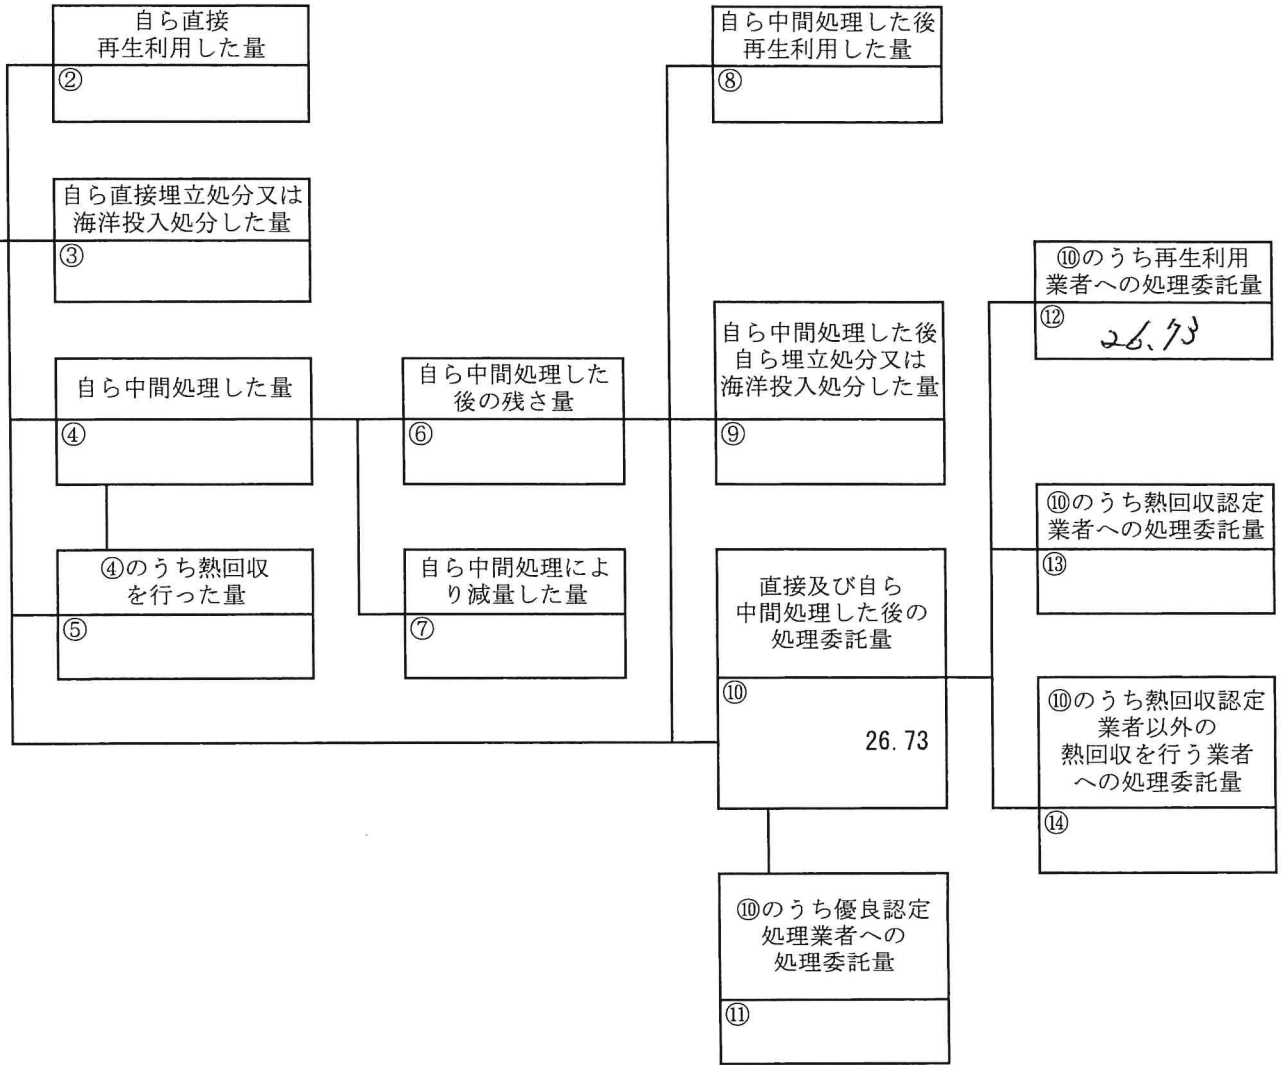 自ら直接
再生利用した量
②
自ら直接埋立処分又は
海洋投入処分した量
③
自ら中間処理した量
④
④のうち熱回収
を行った量
⑤
自ら中間処理した
後の残さ量
⑥
自ら中間処理によ
り減量した量
⑦
自ら中間処理した後
再生利用した量
⑧
自ら中間処理した後
自ら埋立処分又は
海洋投入処分した量
⑨
直接及び自ら
中間処理した後の
処理委託量
⑩
26.73
⑩のうち優良認定
処理業者への
処理委託量
⑪
⑩のうち再生利用
業者への処理委託量
⑫
26.73
⑩のうち熱回収認定
業者への処理委託量
⑬
⑩のうち熱回収認定
業者以外の
熱回収を行う業者
への処理委託量
⑭